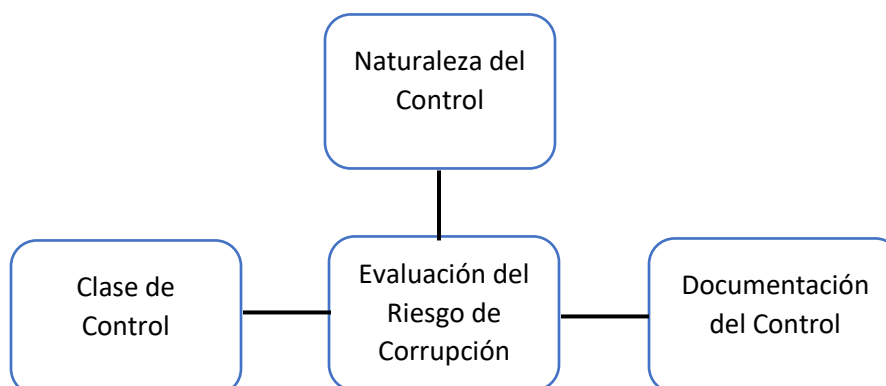 Naturaleza del
Control
Clase de
Control
Evaluación del
Riesgo de
Corrupción
Documentación
del Control